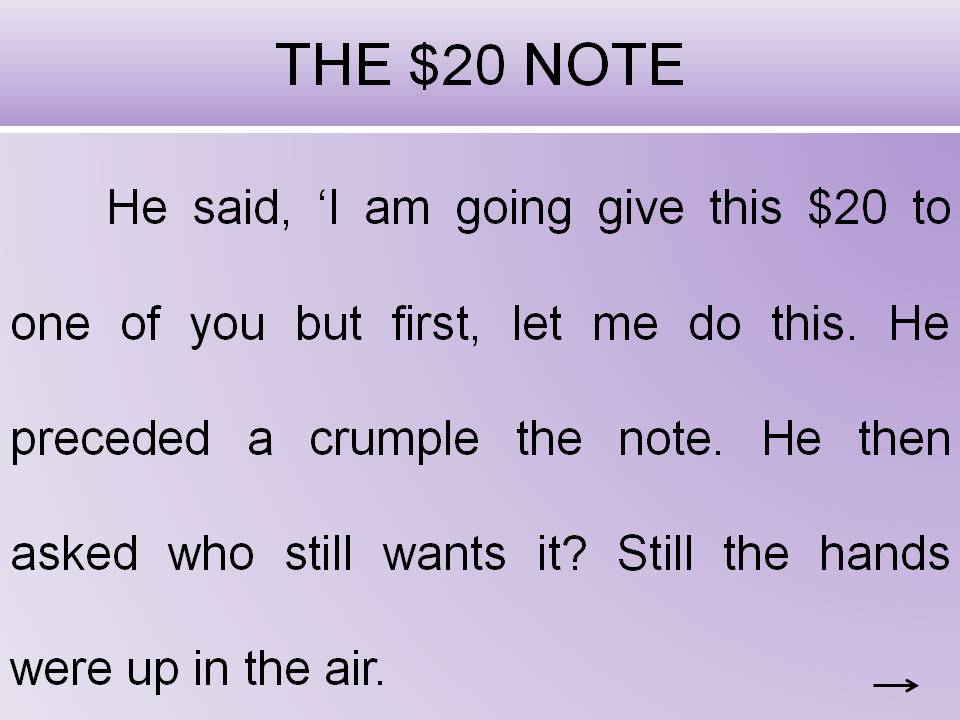 THE $20 NOTE
He said, ‘I am going give this $20 to
one of you but first, let me do this. He
preceded a crumple the note. He then
asked who still wants it? Still the hands
were up in the air.